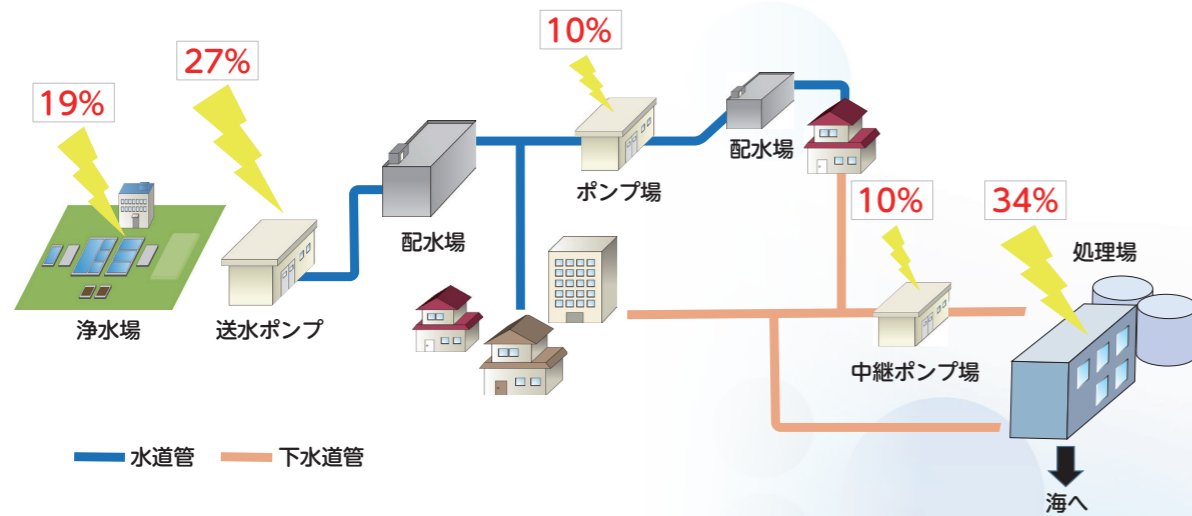 10%
27%
19%
配水場
ポンプ場
10%
34%
配水場
処理場
浄水場
送水ポンプ
中継ポンプ場
水道管
下水道管
海へ